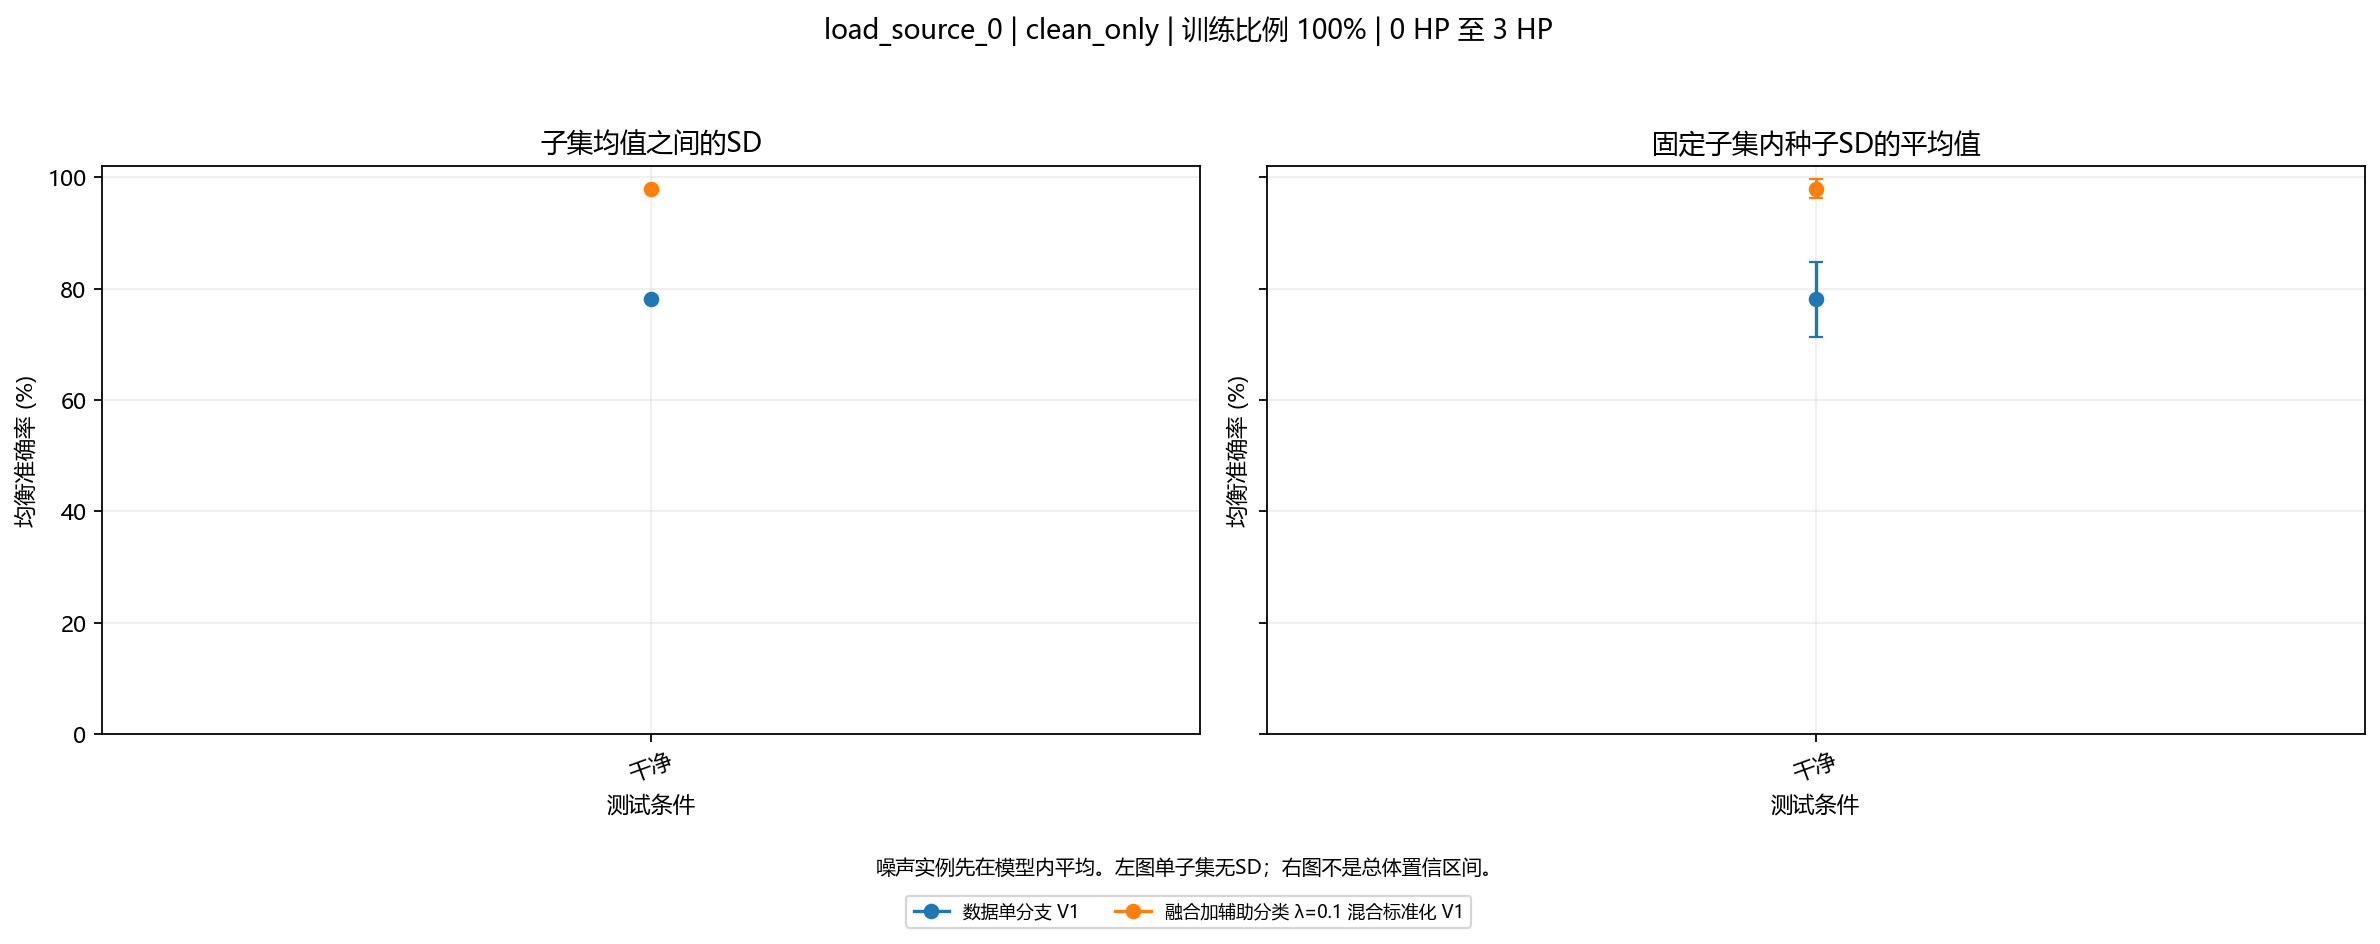 load_source_0 | clean_only | 训练比例 100% | 0 HP 至 3 HP
子集均值之间的SD
100
80
60
40
20
0
均衡准确率 (%)
干净
测试条件
固定子集内种子SD的平均值
均衡准确率 (%)
干净
测试条件
噪声实例先在模型内平均。左图单子集无SD；右图不是总体置信区间。
数据单分支 V1
融合加辅助分类 λ=0.1 混合标准化 V1